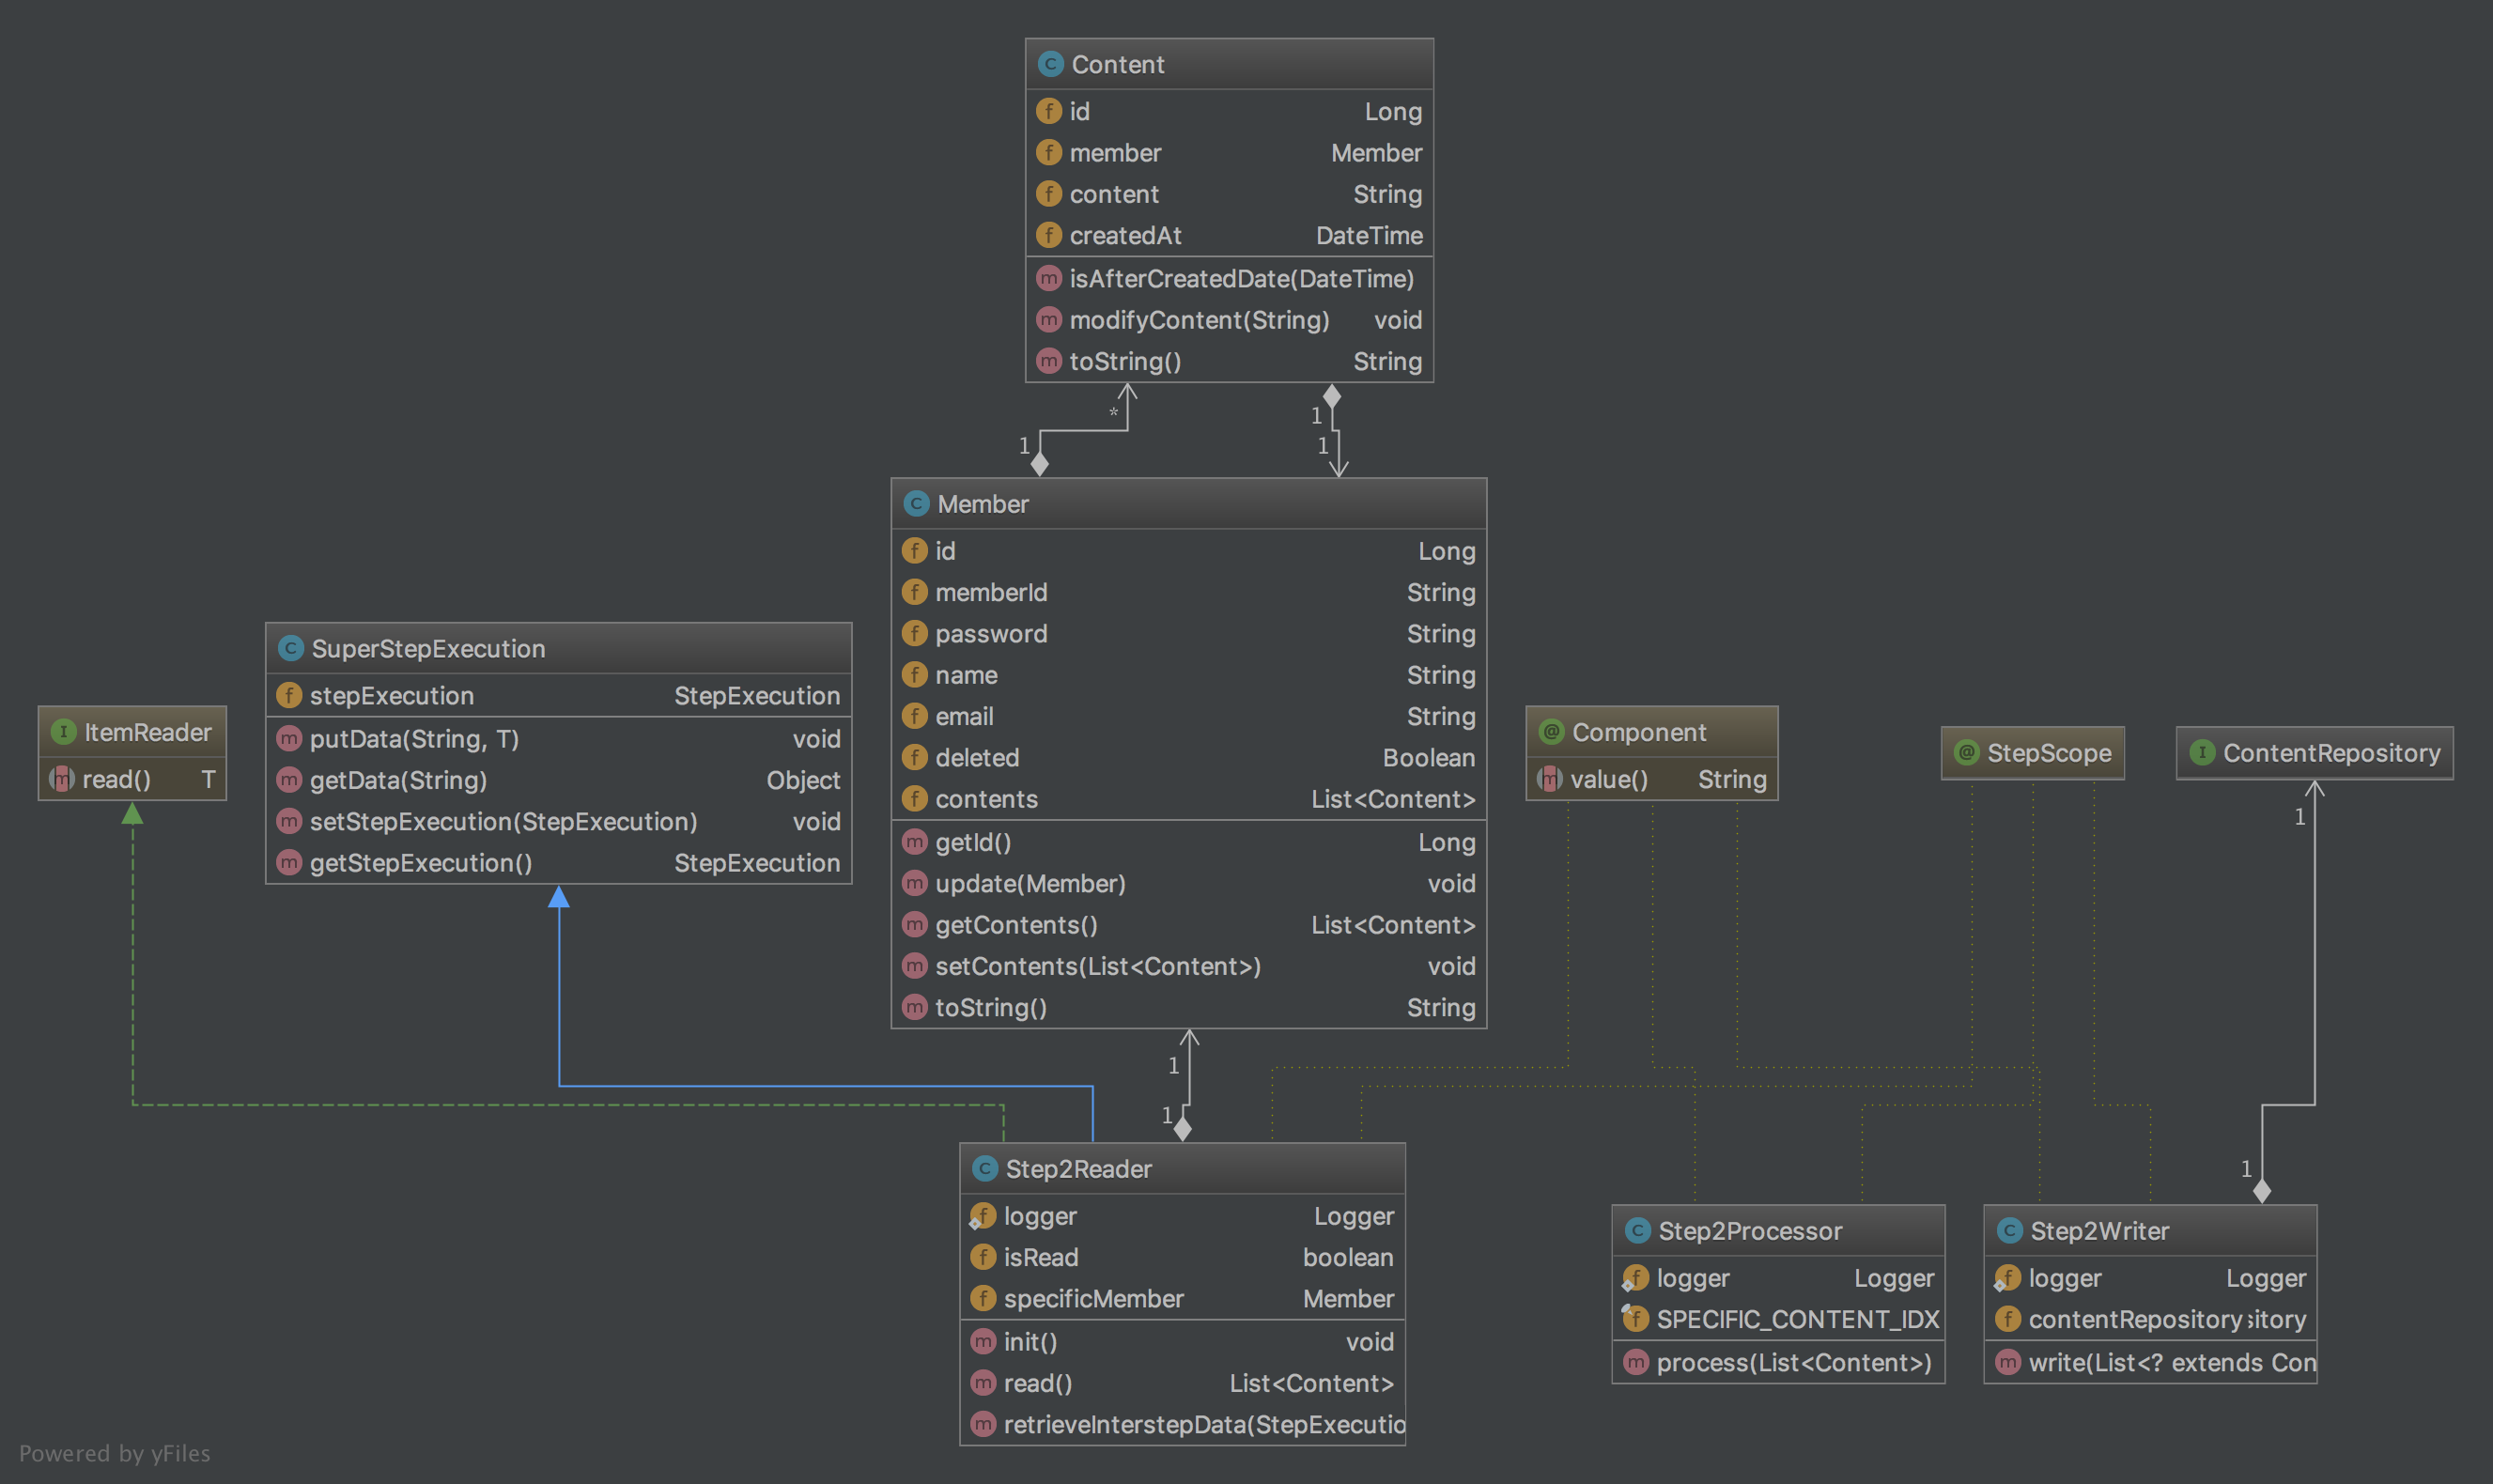 Content
id Long
member Member
content String
createdAt DateTime
isAfterCreatedDate(DateTime)
modifyContent(String) void
toString() String
*
1
1
1
Member
id Long
memberId String
password String
name String
email String
deleted Boolean
contents List<Content>
getId() Long
update(Member) void
getContents() List<Content>
setContents(List<Content>) void
toString() String
SuperStepExecution
stepExecution StepExecution
putData(String, T) void
getData(String) Object
setStepExecution(StepExecution) void
getStepExecution() StepExecution
ItemReader
read() T
Component
value() String
StepScope
ContentRepository
1
1
1
1
Step2Reader
logger Logger
isRead boolean
specificMember Member
init() void
read() List<Content>
retrieveInterstepData(StepExecutio
Step2Processor
logger Logger
SPECIFIC_CONTENT_IDX
process(List<Content>)
Step2Writer
logger Logger
contentRepository sitory
write(List<? extends Con
Powered by yFiles